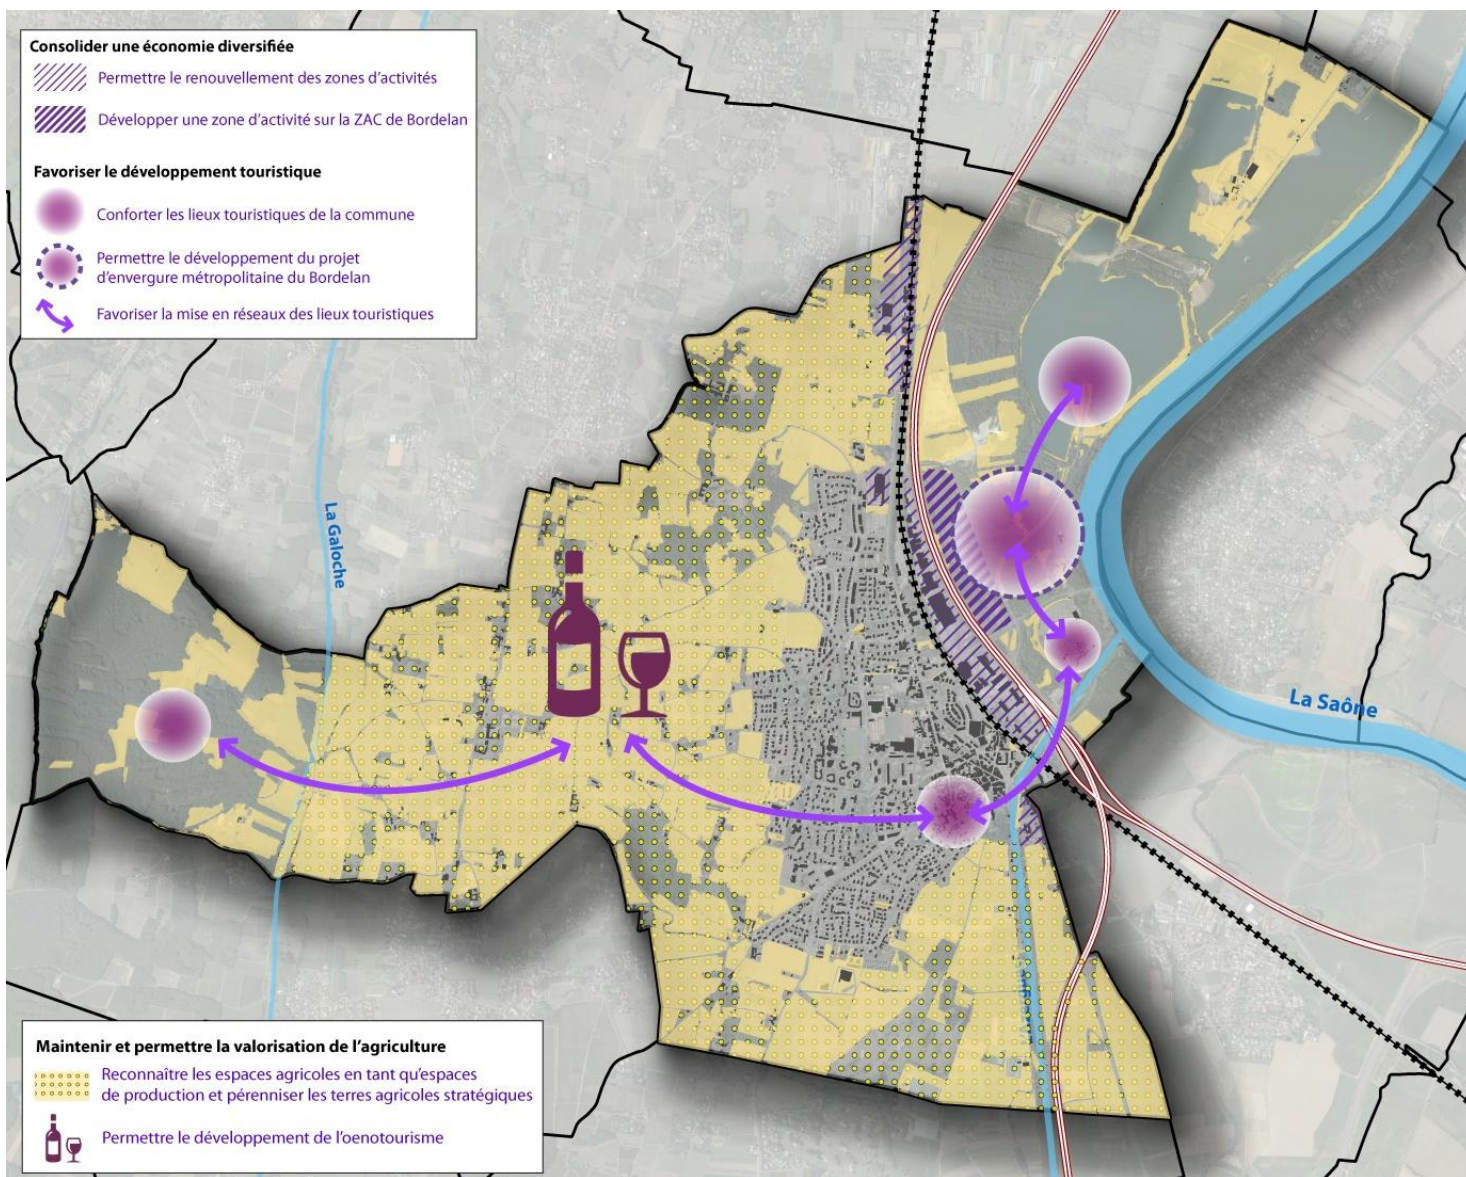 Consolider une économie diversifiée
Permettre le renouvellement des zones d'activités
Développer une zone d'activité sur la ZAC de Bordelan
Favoriser le développement touristique
Conforter les lieux touristiques de la commune
Permettre le développement du projet
d'envergure métropolitaine du Bordelan
Favoriser la mise en réseaux des lieux touristiques
La Galoche
La Saône
Maintenir et permettre la valorisation de l'agriculture
Reconnaître les espaces agricoles en tant qu'espaces
de production et pérenniser les terres agricoles stratégiques
Permettre le développement de l'oenotourisme